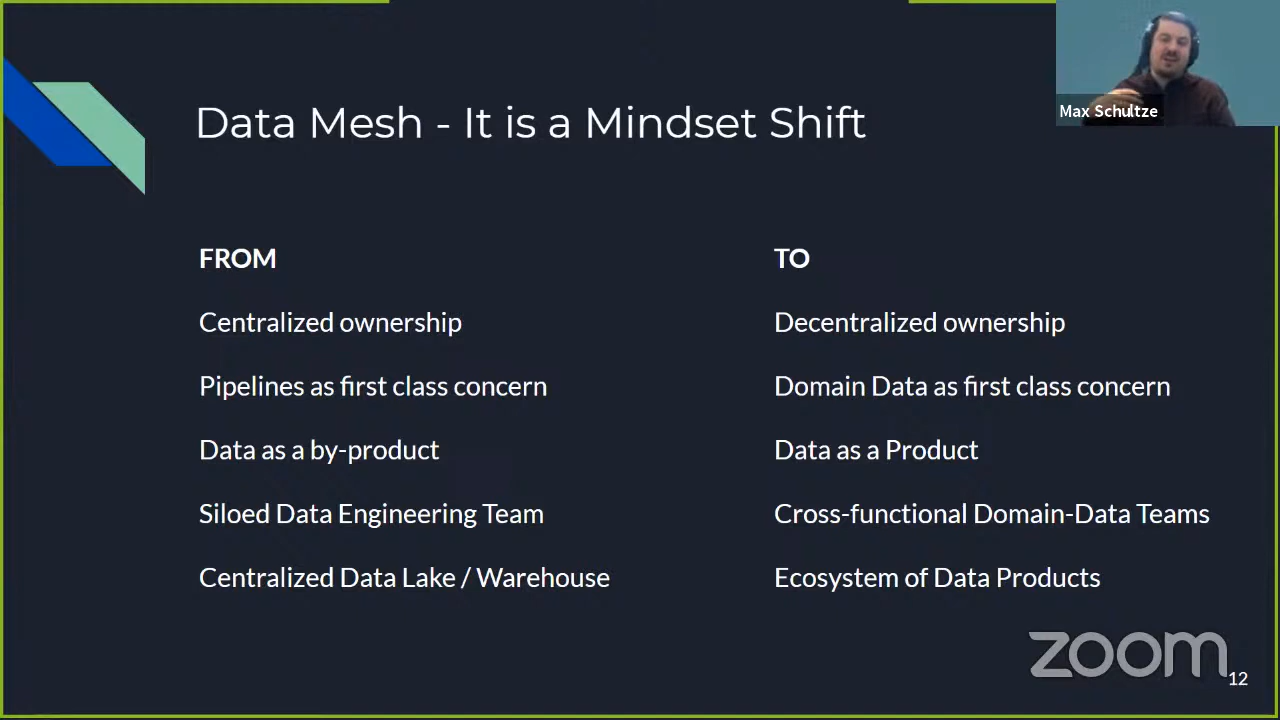 Max Schultze
Data Mesh - It is a Mindset Shift
FROM
TO
Centralized ownership
Decentralized ownership
Pipelines as first class concern
Domain Data as first class concern
Data as a by-product
Data as a Product
Siloed Data Engineering Team
Cross-functional Domain-Data Teams
Centralized Data Lake / Warehouse
Ecosystem of Data Products
zoom
12